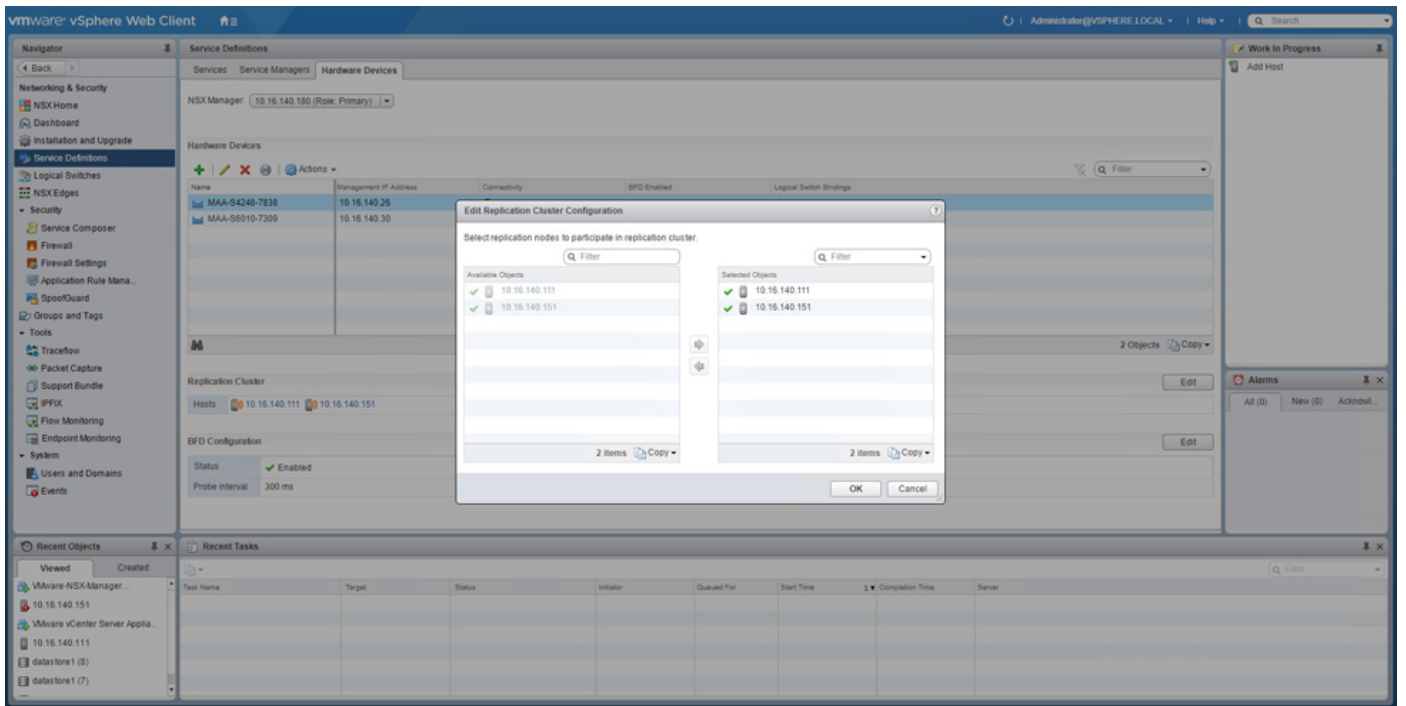 vmware® vSphere Web Client
Administrator@VSPHERE.LOCAL
Help
Search
Navigator
Back
Networking & Security
NSX Home
Dashboard
Installation and Upgrade
Service Definitions
Logical Switches
NSX Edges
Security
Service Composer
Firewall
Firewall Settings
Application Rule Mana...
SpoofGuard
Groups and Tags
Tools
Traceflow
Packet Capture
Support Bundle
IPFIX
Flow Monitoring
Endpoint Monitoring
System
Users and Domains
Events
Service Definitions
Services Service Managers Hardware Devices
NSX Manager: 10.16.140.180 (Role: Primary)
Hardware Devices
Actions
Filter
Name Management IP Address Connectivity BFD Enabled Logical Switch Bindings
MAA-S4248-7838 10.16.140.26
MAA-S6010-7309 10.16.140.30
2 Objects Copy
Replication Cluster
Edit
Hosts 10.16.140.111 10.16.140.151
BFD Configuration
Edit
Status Enabled
Probe interval 300 ms
Edit Replication Cluster Configuration
?
Select replication nodes to participate in replication cluster.
Filter
Filter
Available Objects
10.16.140.111
10.16.140.151
2 items Copy
Selected Objects
10.16.140.111
10.16.140.151
2 items Copy
OK Cancel
Work In Progress
Add Host
Alarms
All (0) New (0) Acknowl...
Recent Objects
Viewed Created
VMware-NSX-Manager...
10.16.140.151
VMware vCenter Server Applia...
10.16.140.111
datastore1 (8)
datastore1 (7)
Recent Tasks
Filter
Task Name Target Status Initiator Queued For Start Time 1 Completion Time Server